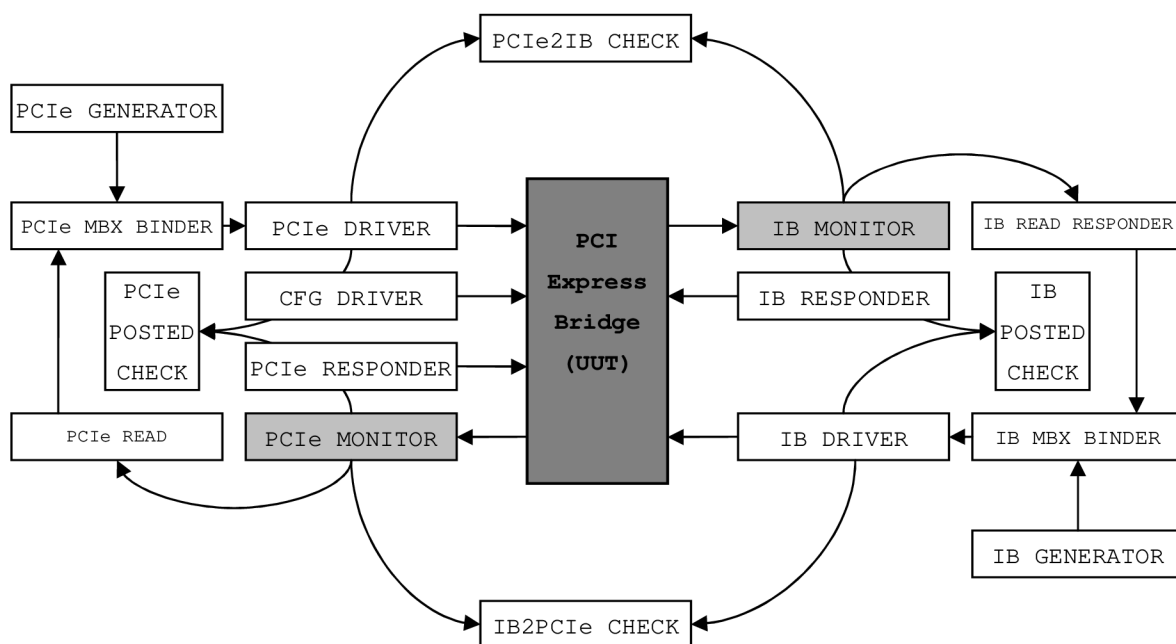 PCIe2IB CHECK
PCIe GENERATOR
PCIe MBX BINDER
PCIe DRIVER
PCI
Express
Bridge
(UUT)
IB MONITOR
IB READ RESPONDER
PCIe
POSTED
CHECK
CFG DRIVER
IB RESPONDER
IB
POSTED
CHECK
PCIe RESPONDER
PCIe READ
PCIe MONITOR
IB DRIVER
IB MBX BINDER
IB GENERATOR
IB2PCIe CHECK